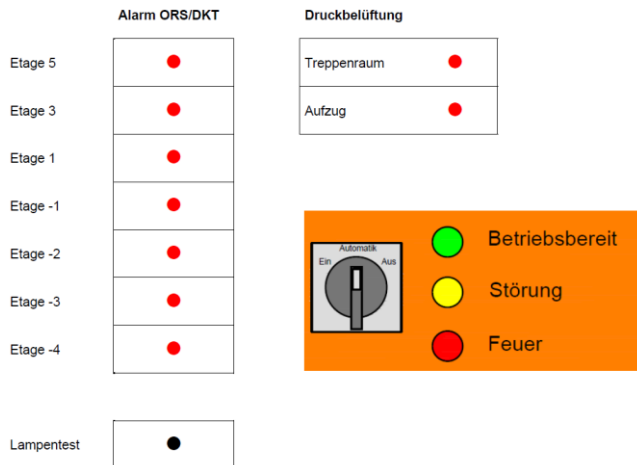 Alarm ORS/DKT
Druckbelüftung
Etage 5
Treppenraum
Etage 3
Aufzug
Etage 1
Etage -1
Etage -2
Etage -3
Etage -4
Automatik
Ein
Aus
Betriebsbereit
Störung
Feuer
Lampentest